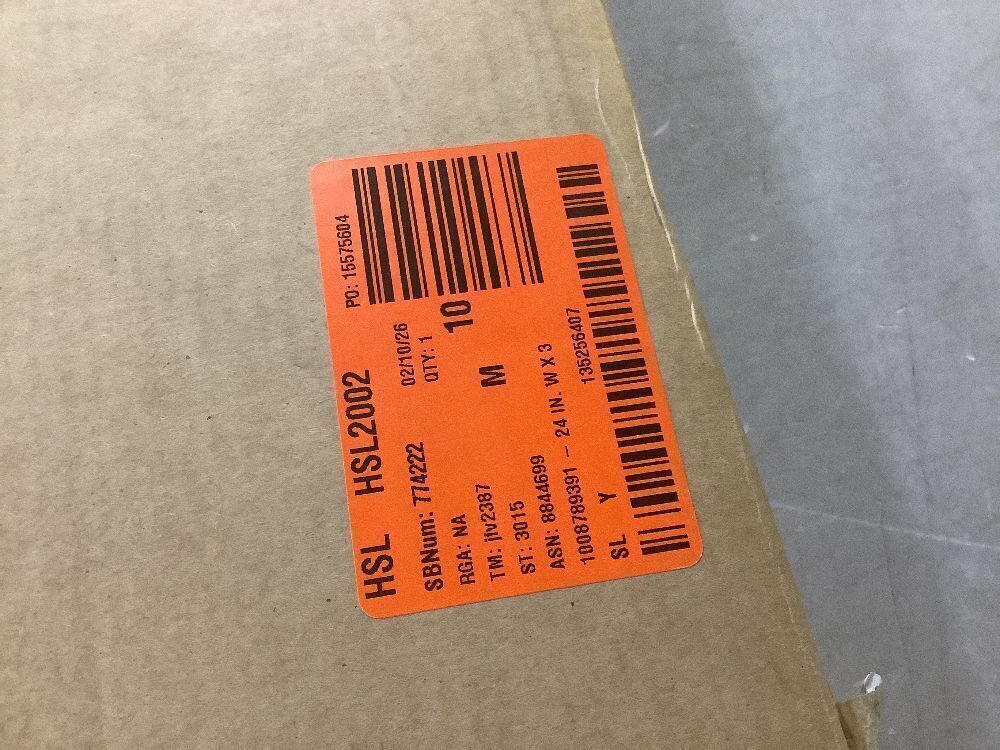 HSL HSL2002 PO: 15575604
SBNum: 774222 02/10/26
RGA: NA QTY: 1
TM: jlv2387 10
ST: 3015 M
ASN: 8844699
1008789391 – 24 IN. W X 3
SL Y 135256407